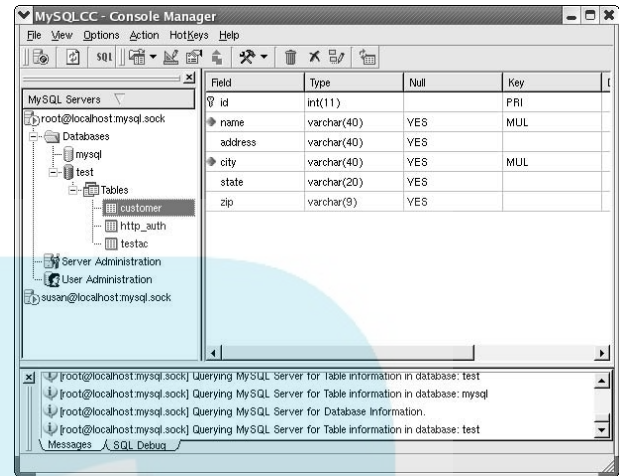 MySQLCC - Console Manager
File View Options Action HotKeys Help
SQL
MySQL Servers
root@localhost:mysql.sock
Databases
mysql
test
Tables
customer
http_auth
testac
Server Administration
User Administration
susan@localhost:mysql.sock
Field Type Null Key
id int(11) PRI
name varchar(40) YES MUL
address varchar(40) YES
city varchar(40) YES MUL
state varchar(20) YES
zip varchar(9) YES
[root@localhost:mysql.sock] Querying MySQL Server for Table information in database: test
[root@localhost:mysql.sock] Querying MySQL Server for Table information in database: mysql
[root@localhost:mysql.sock] Querying MySQL Server for Database Information.
[root@localhost:mysql.sock] Querying MySQL Server for Table information in database: test
Messages SQL Debug